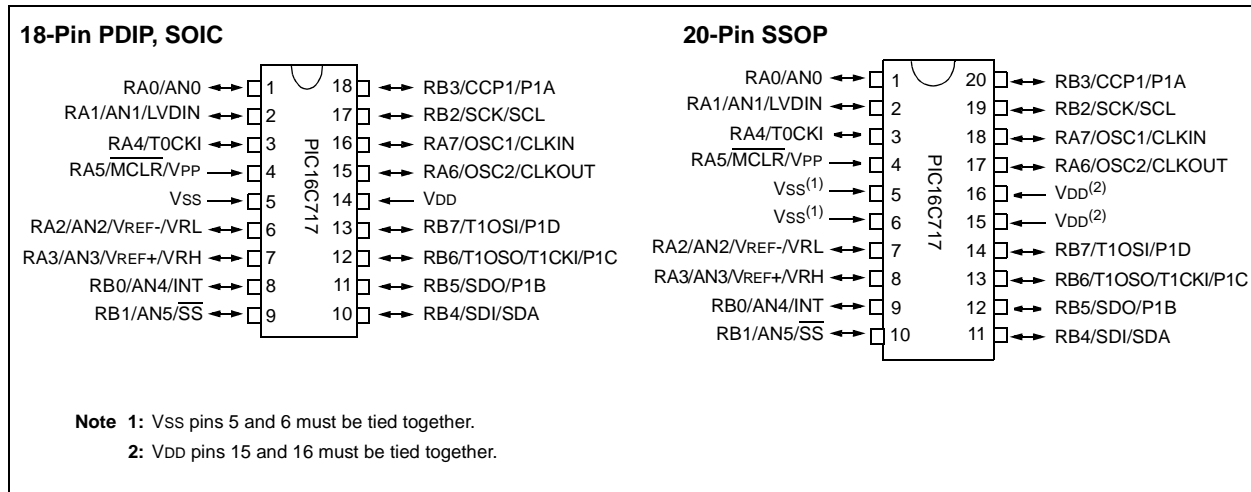 18-Pin PDIP, SOIC
RA0/AN0 1 18 RB3/CCP1/P1A
RA1/AN1/LVDIN 2 17 RB2/SCK/SCL
RA4/T0CKI 3 16 RA7/OSC1/CLKIN
RA5/MCLR/VPP 4 15 RA6/OSC2/CLKOUT
VSS 5 14 VDD
RA2/AN2/VREF-/VRL 6 13 RB7/T1OSI/P1D
RA3/AN3/VREF+/VRH 7 12 RB6/T1OSO/T1CKI/P1C
RB0/AN4/INT 8 11 RB5/SDO/P1B
RB1/AN5/SS 9 10 RB4/SDI/SDA
PIC16C717
20-Pin SSOP
RA0/AN0 1 20 RB3/CCP1/P1A
RA1/AN1/LVDIN 2 19 RB2/SCK/SCL
RA4/T0CKI 3 18 RA7/OSC1/CLKIN
RA5/MCLR/VPP 4 17 RA6/OSC2/CLKOUT
VSS(1) 5 16 VDD(2)
VSS(1) 6 15 VDD(2)
RA2/AN2/VREF-/VRL 7 14 RB7/T1OSI/P1D
RA3/AN3/VREF+/VRH 8 13 RB6/T1OSO/T1CKI/P1C
RB0/AN4/INT 9 12 RB5/SDO/P1B
RB1/AN5/SS 10 11 RB4/SDI/SDA
PIC16C717
Note 1: VSS pins 5 and 6 must be tied together.
2: VDD pins 15 and 16 must be tied together.